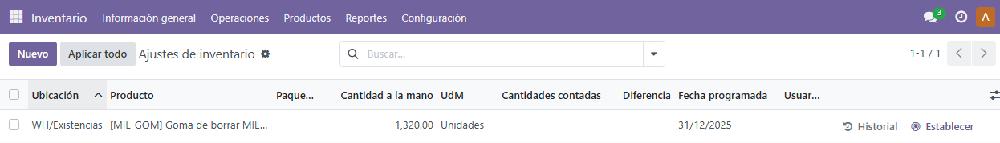 Inventario Información general Operaciones Productos Reportes Configuración 3 A
Nuevo Aplicar todo Ajustes de inventario Buscar... 1-1 / 1
Ubicación Producto Paque... Cantidad a la mano UdM Cantidades contadas Diferencia Fecha programada Usuar...
WH/Existencias [MIL-GOM] Goma de borrar MIL... 1,320.00 Unidades 31/12/2025 Historial Establecer